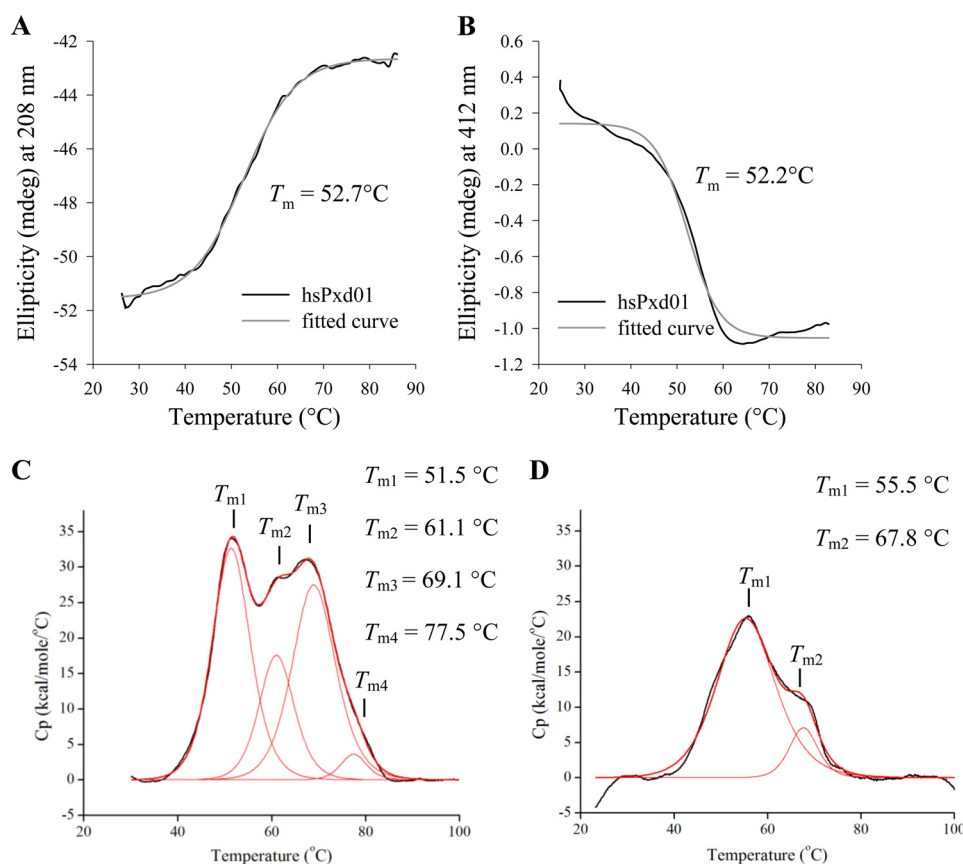 A
Ellipticity (mdeg) at 208 nm
-42
-44
-46
-48
-50
-52
-54
Tm = 52.7°C
hsPxd01
fitted curve
20 30 40 50 60 70 80 90
Temperature (°C)
B
Ellipticity (mdeg) at 412 nm
0.6
0.4
0.2
0.0
-0.2
-0.4
-0.6
-0.8
-1.0
-1.2
Tm = 52.2°C
hsPxd01
fitted curve
20 30 40 50 60 70 80 90
Temperature (°C)
C
Tm1 = 51.5 °C
Tm2 = 61.1 °C
Tm3 = 69.1 °C
Tm4 = 77.5 °C
Tm1
Tm2
Tm3
Tm4
Cp (kcal/mole/°C)
35
30
25
20
15
10
5
0
-5
20 40 60 80 100
Temperature (°C)
D
Tm1 = 55.5 °C
Tm2 = 67.8 °C
Tm1
Tm2
Cp (kcal/mole/°C)
35
30
25
20
15
10
5
0
-5
20 40 60 80 100
Temperature (°C)